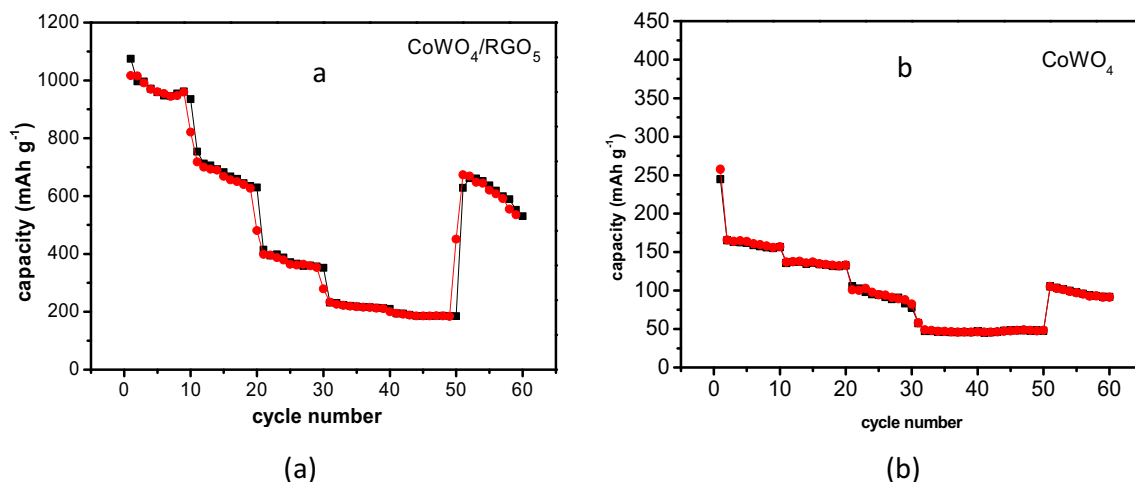 1200
1000
800
600
400
200
0
capacity (mAh g⁻¹)
a
CoWO₄/RGO₅
0 10 20 30 40 50 60
cycle number
(a)
450
400
350
300
250
200
150
100
50
0
capacity (mAh g⁻¹)
b
CoWO₄
0 10 20 30 40 50 60
cycle number
(b)